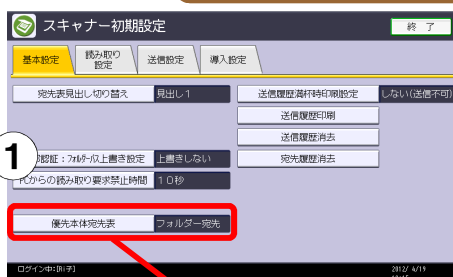 スキャナー初期設定
終 了
基本設定
読み取り
設定
送信設定
導入設定
宛先表見出し切り替え 見出し1
送信履歴満杯時印刷設定 しない(送信不可)
送信履歴印刷
送信履歴消去
1
認証：ﾌｫﾙﾀﾞｰ/以上書き設定 上書きしない
宛先履歴消去
PCからの読み取り要求禁止時間 10秒
優先本体宛先表 フォルダー宛先
ログイン中:
2012/ 4/19